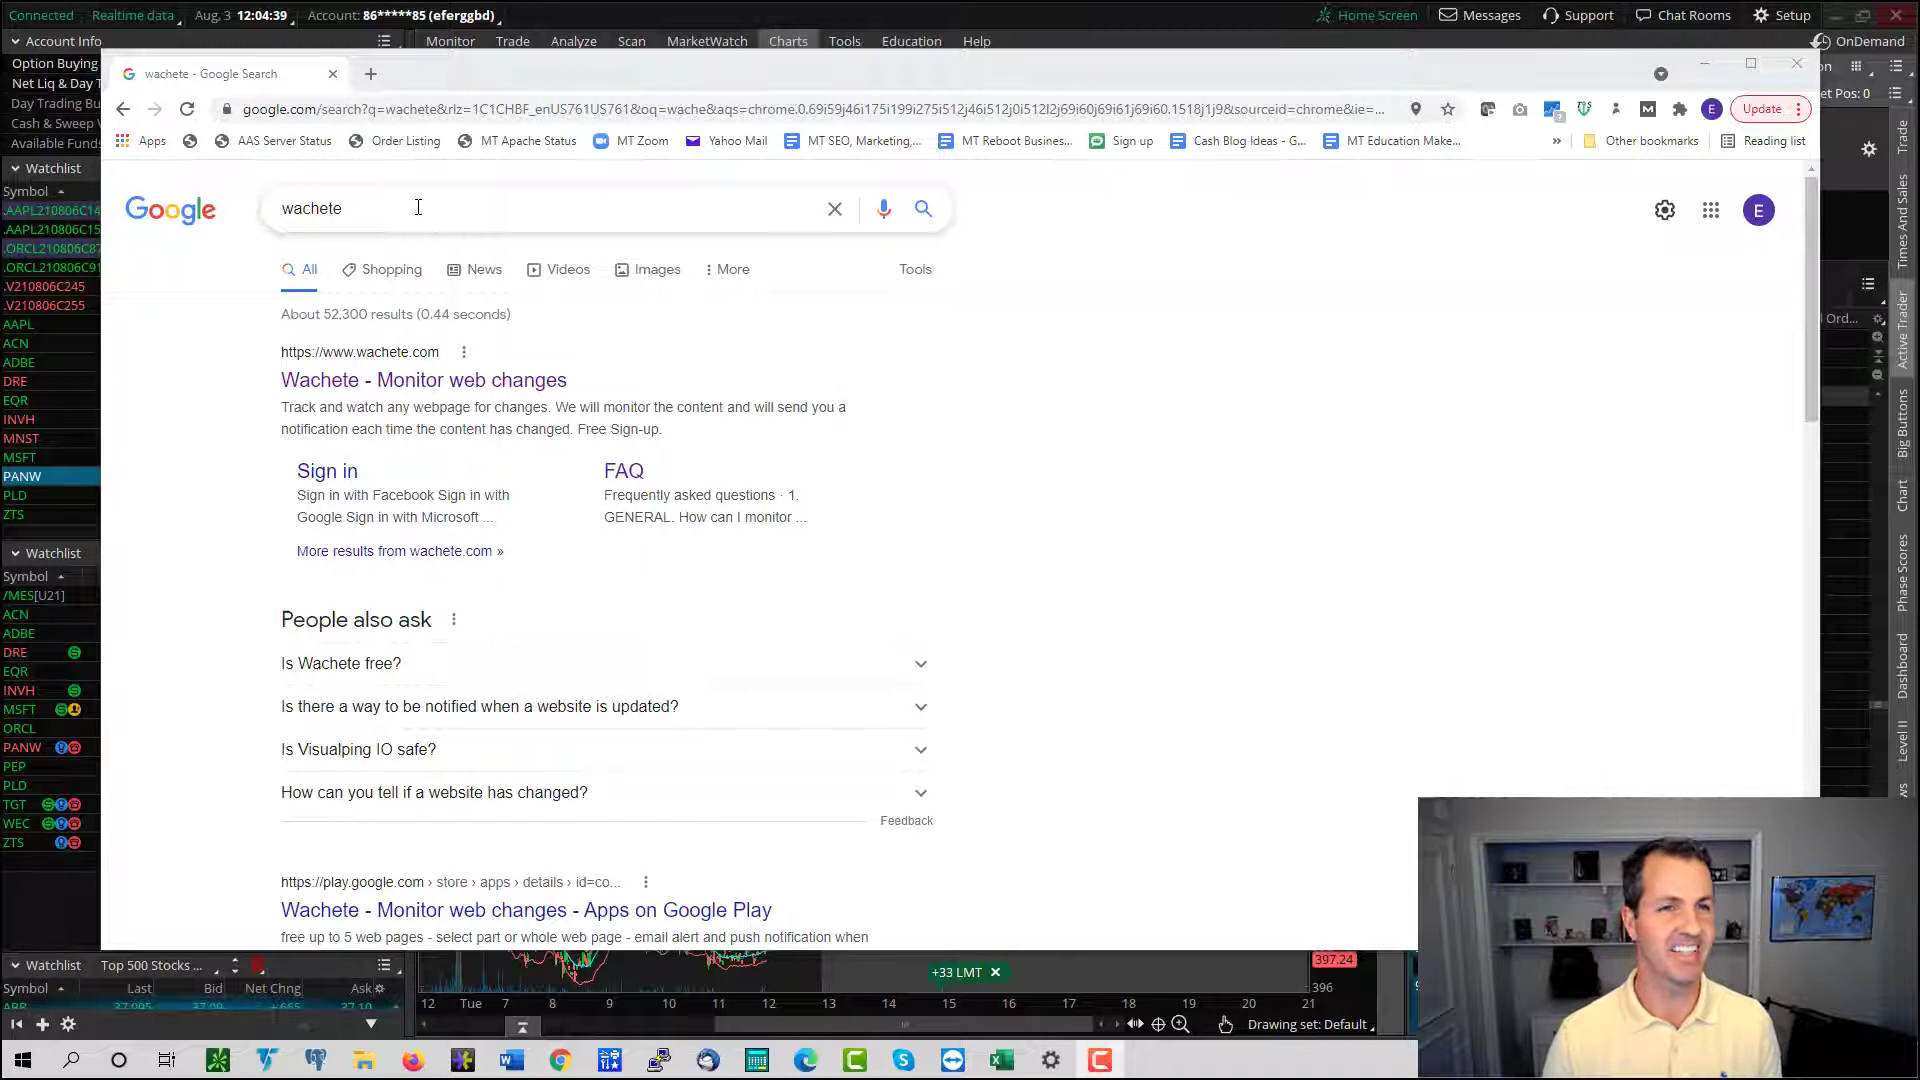 Connected Realtime data Aug, 3 12:04:39 Account: 86*****85 (eferggbd) Home Screen Messages Support Chat Rooms Setup
Account Info Monitor Trade Analyze Scan MarketWatch Charts Tools Education Help OnDemand
Option Buying
Net Liq & Day T
Day Trading Bu
Cash & Sweep V
Available Funds
et Pos: 0
wachete - Google Search
google.com/search?q=wachete&rlz=1C1CHBF_enUS761US761&oq=wache&aqs=chrome.0.69i59j46i175i199i275i512j46i512j0i512l2j69i60j69i61j69i60.1518j1j9&sourceid=chrome&ie=... E Update
Apps AAS Server Status Order Listing MT Apache Status MT Zoom Yahoo Mail MT SEO, Marketing,... MT Reboot Busines... Sign up Cash Blog Ideas - G... MT Education Make... » Other bookmarks Reading list
Google wachete E
All Shopping News Videos Images More Tools
About 52,300 results (0.44 seconds)
https://www.wachete.com
Wachete - Monitor web changes
Track and watch any webpage for changes. We will monitor the content and will send you a
notification each time the content has changed. Free Sign-up.
Sign in FAQ
Sign in with Facebook Sign in with Frequently asked questions · 1.
Google Sign in with Microsoft ... GENERAL. How can I monitor ...
More results from wachete.com »
People also ask
Is Wachete free?
Is there a way to be notified when a website is updated?
Is Visualping IO safe?
How can you tell if a website has changed?
Feedback
https://play.google.com › store › apps › details › id=co...
Wachete - Monitor web changes - Apps on Google Play
free up to 5 web pages - select part or whole web page - email alert and push notification when
Watchlist
Symbol
.AAPL210806C14
.AAPL210806C15
.ORCL210806C87
.ORCL210806C91
.V210806C245
.V210806C255
AAPL
ACN
ADBE
DRE
EQR
INVH
MNST
MSFT
PANW
PLD
ZTS
Watchlist
Symbol
/MES[U21]
ACN
ADBE
DRE
EQR
INVH
MSFT
ORCL
PANW
PEP
PLD
TGT
WEC
ZTS
Watchlist Top 500 Stocks ...
Symbol Last Bid Net Chng Ask
+33 LMT
397.24
396
12 Tue 7 8 9 10 11 12 13 14 15 16 17 18 19 20 21
Drawing set: Default
Trade
Times And Sales
Active Trader
Big Buttons
Chart
Phase Scores
Dashboard
Level II
Ord...